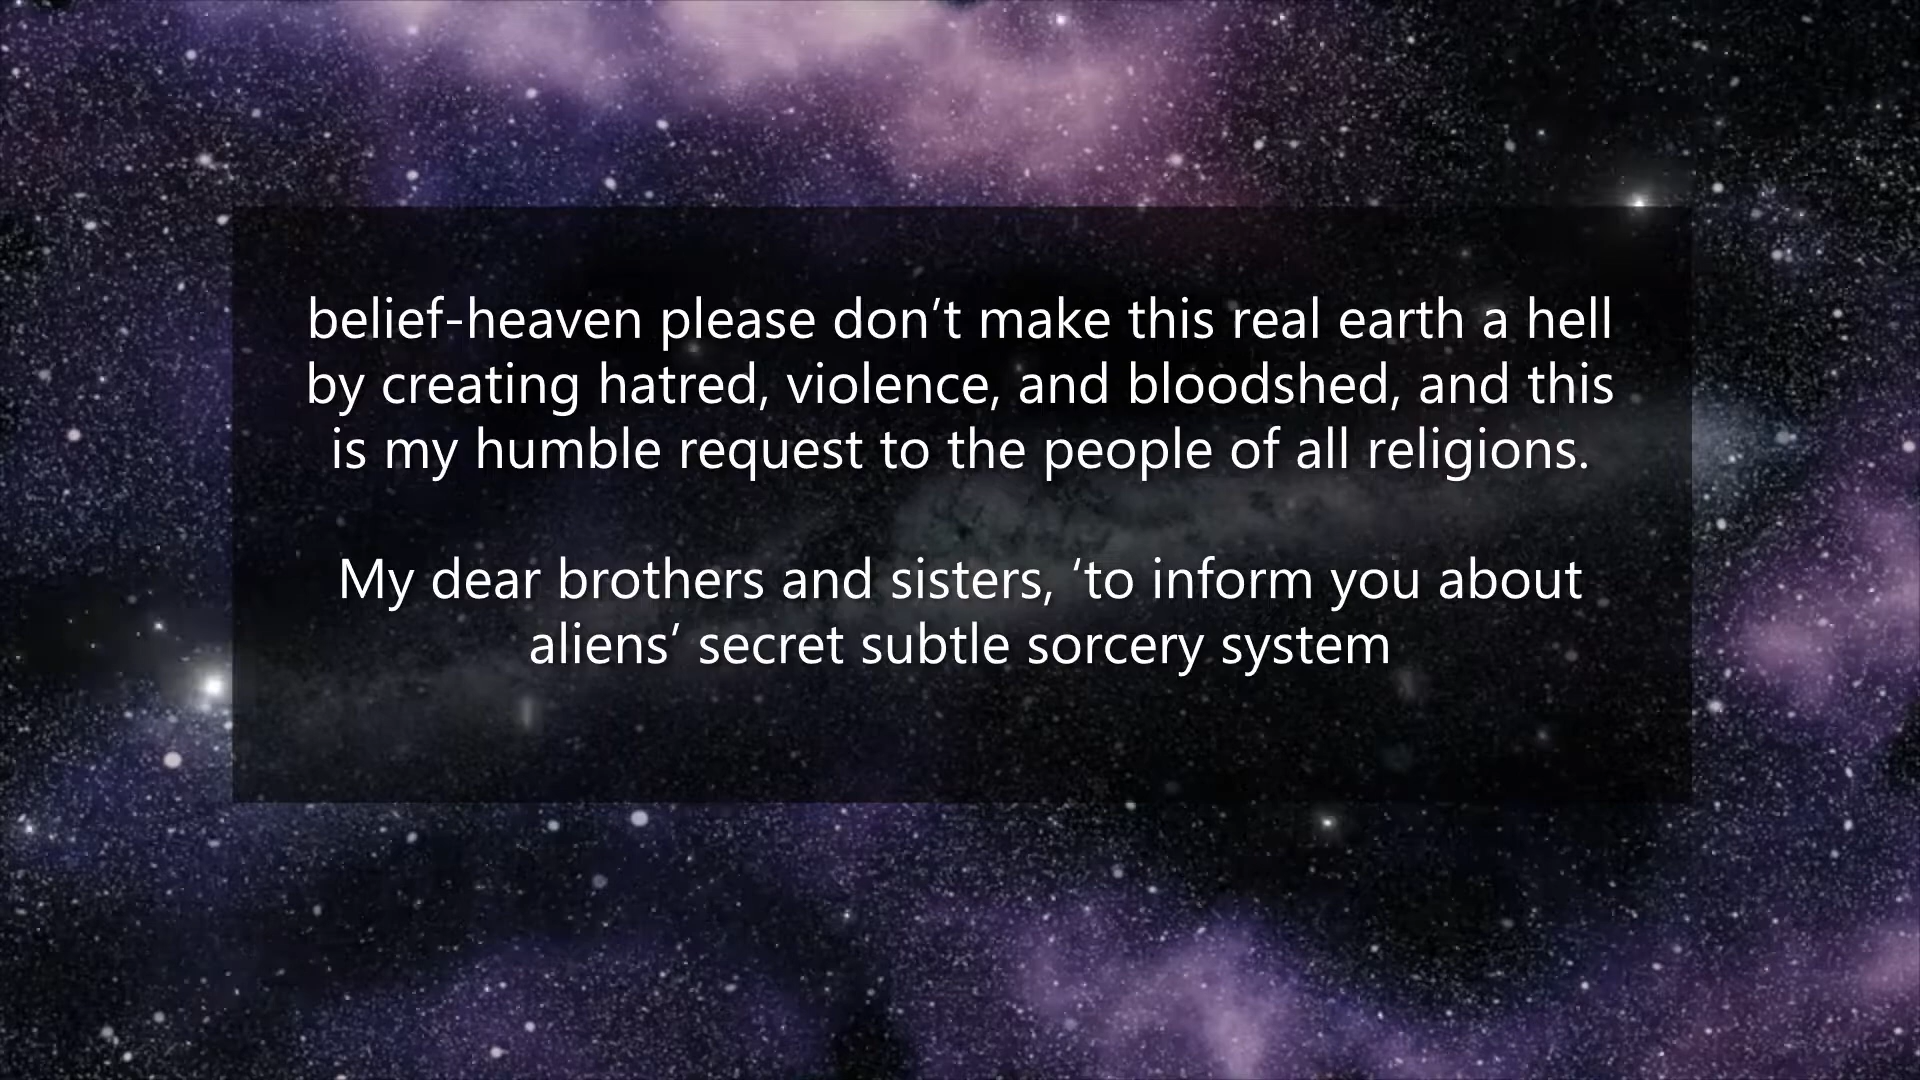 belief-heaven please don’t make this real earth a hell
by creating hatred, violence, and bloodshed, and this
is my humble request to the people of all religions.
My dear brothers and sisters, ‘to inform you about
aliens’ secret subtle sorcery system